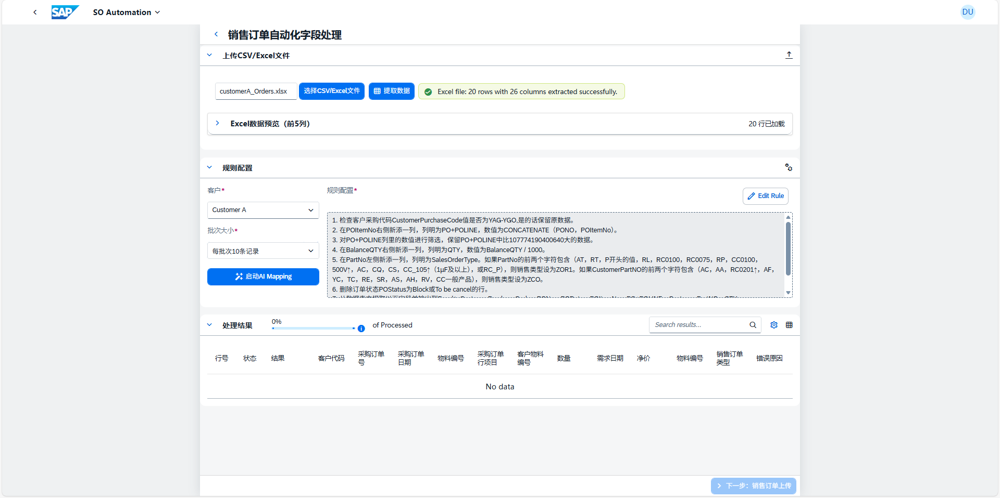 SAP
SO Automation
DU
销售订单自动化字段处理
上传CSV/Excel文件
customerA_Orders.xlsx
选择CSV/Excel文件
提取数据
Excel file: 20 rows with 26 columns extracted successfully.
Excel数据预览（前5列）
20 行已加载
规则配置
客户*
规则配置*
Edit Rule
Customer A
批次大小*
每批次10条记录
启动AI Mapping
1. 检查客户采购代码CustomerPurchaseCode值是否为YAG-YGO,是的话保留原数据。
2. 在POItemNo右侧新添一列，列明为PO+POLINE，数值为CONCATENATE（PONO，POItemNo）。
3. 对PO+POLINE列里的数值进行筛选，保留PO+POLINE中比107774190400640大的数据。
4. 在BalanceQTY右侧新添一列，列明为QTY，数值为BalanceQTY / 1000。
5. 在PartNo左侧新添一列，列明为SalesOrderType。如果PartNo的前两个字符包含（AT，RT，P开头的值，RL，RC0100，RC0075，RP，CC0100，
500V↑，AC，CQ，CS，CC_105↑（1μF及以上），或RC_P），则销售类型设为ZOR1。如果CustomerPartNO的前两个字符包含（AC，AA，RC0201↑，AF，
YC，TC，RE，SR，AS，AH，RV，CC一般产品），则销售类型设为ZCO。
6. 删除订单状态POStatus为Block或To be cancel的行。
处理结果
0%
of Processed
Search results...
行号
状态
结果
客户代码
采购订单号
采购订单日期
物料编号
采购订单行项目
客户物料编号
数量
需求日期
净价
物料编号
销售订单类型
错误原因
No data
下一步：销售订单上传